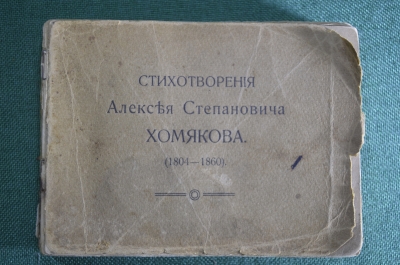 СТИХОТВОРЕНІЯ
Алексѣя Степановича
ХОМЯКОВА.
(1804—1860).